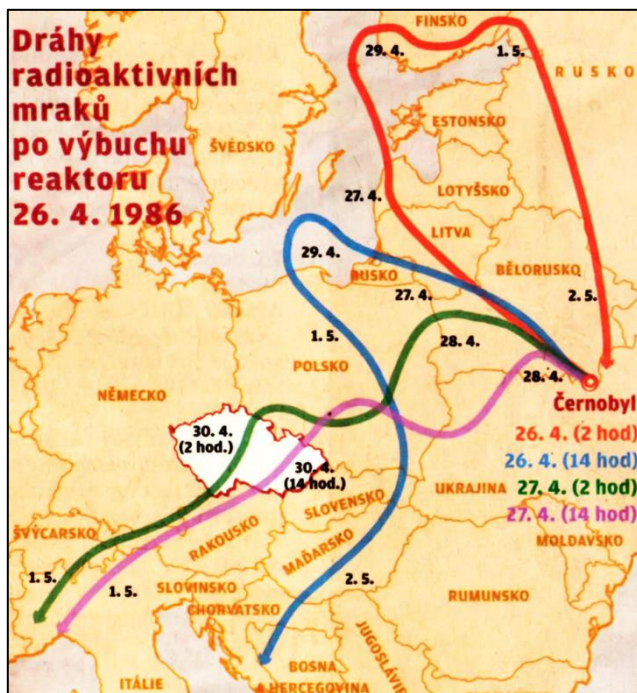 Dráhy
radioaktivních
mraků
po výbuchu
reaktoru
26. 4. 1986
FINSKO
29. 4.
1. 5.
RUSKO
ESTONSKO
ŠVÉDSKO
27. 4.
LOTYŠSKO
LITVA
29. 4.
RUSKO
BĚLORUSKO
27. 4.
2. 5.
1. 5.
28. 4.
POLSKO
28. 4.
NĚMECKO
Černobyl
30. 4.
(2 hod.)
26. 4. (2 hod)
26. 4. (14 hod)
27. 4. (2 hod)
27. 4. (14 hod)
30. 4.
(14 hod.)
UKRAJINA
SLOVENSKO
ŠVÝCARSKO
RAKOUSKO
MAĎARSKO
MOLDAVSKO
1. 5.
1. 5.
SLOVINSKO
2. 5.
CHORVATSKO
RUMUNSKO
JUGOSLÁVIE
ITÁLIE
BOSNA
A HERCEGOVINA